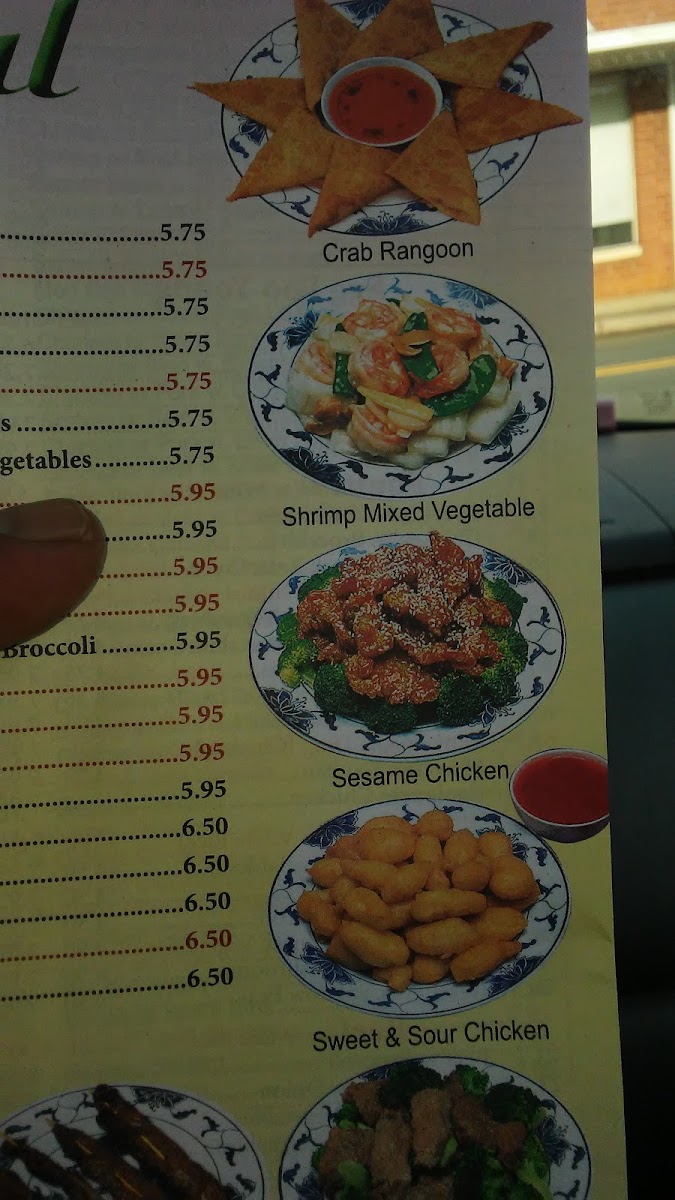 al
...5.75
...5.75
...5.75
...5.75
...5.75
s ...5.75
getables...5.75
...5.95
...5.95
...5.95
...5.95
Broccoli ...5.95
...5.95
...5.95
...5.95
...5.95
...6.50
...6.50
...6.50
...6.50
...6.50
Crab Rangoon
Shrimp Mixed Vegetable
Sesame Chicken
Sweet & Sour Chicken